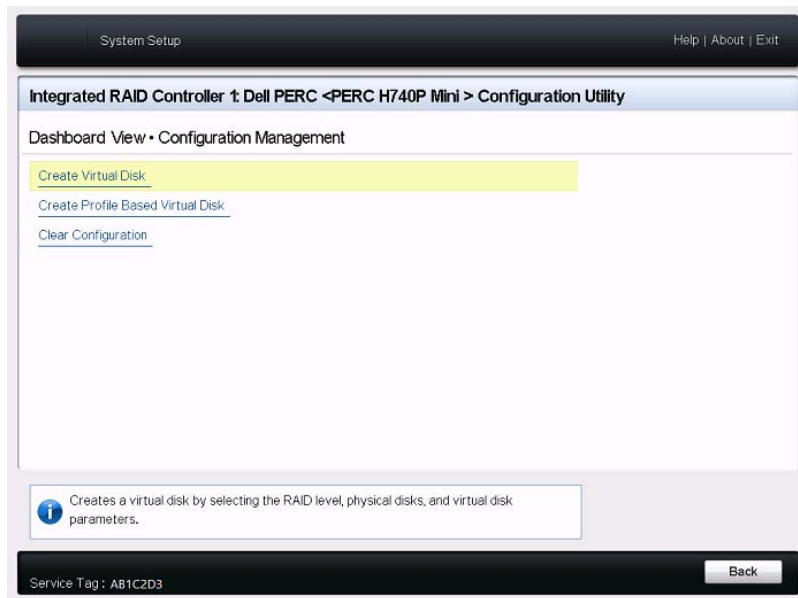 System Setup
Help | About | Exit
Integrated RAID Controller 1: Dell PERC <PERC H740P Mini > Configuration Utility
Dashboard View • Configuration Management
Create Virtual Disk
Create Profile Based Virtual Disk
Clear Configuration
Creates a virtual disk by selecting the RAID level, physical disks, and virtual disk
parameters.
Back
Service Tag : AB1C2D3